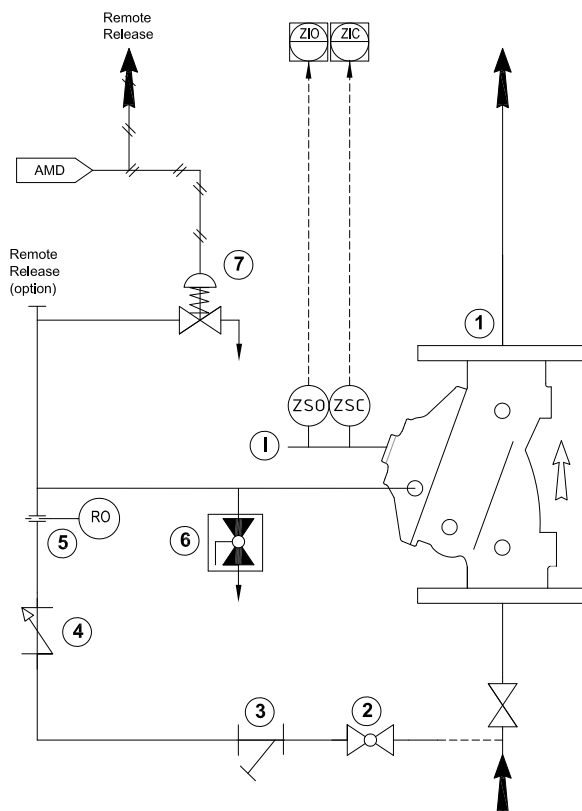 Remote
Release
ZIO
ZIC
AMD
Remote
Release
(option)
7
1
ZSO
ZSC
I
RO
5
6
4
3
2